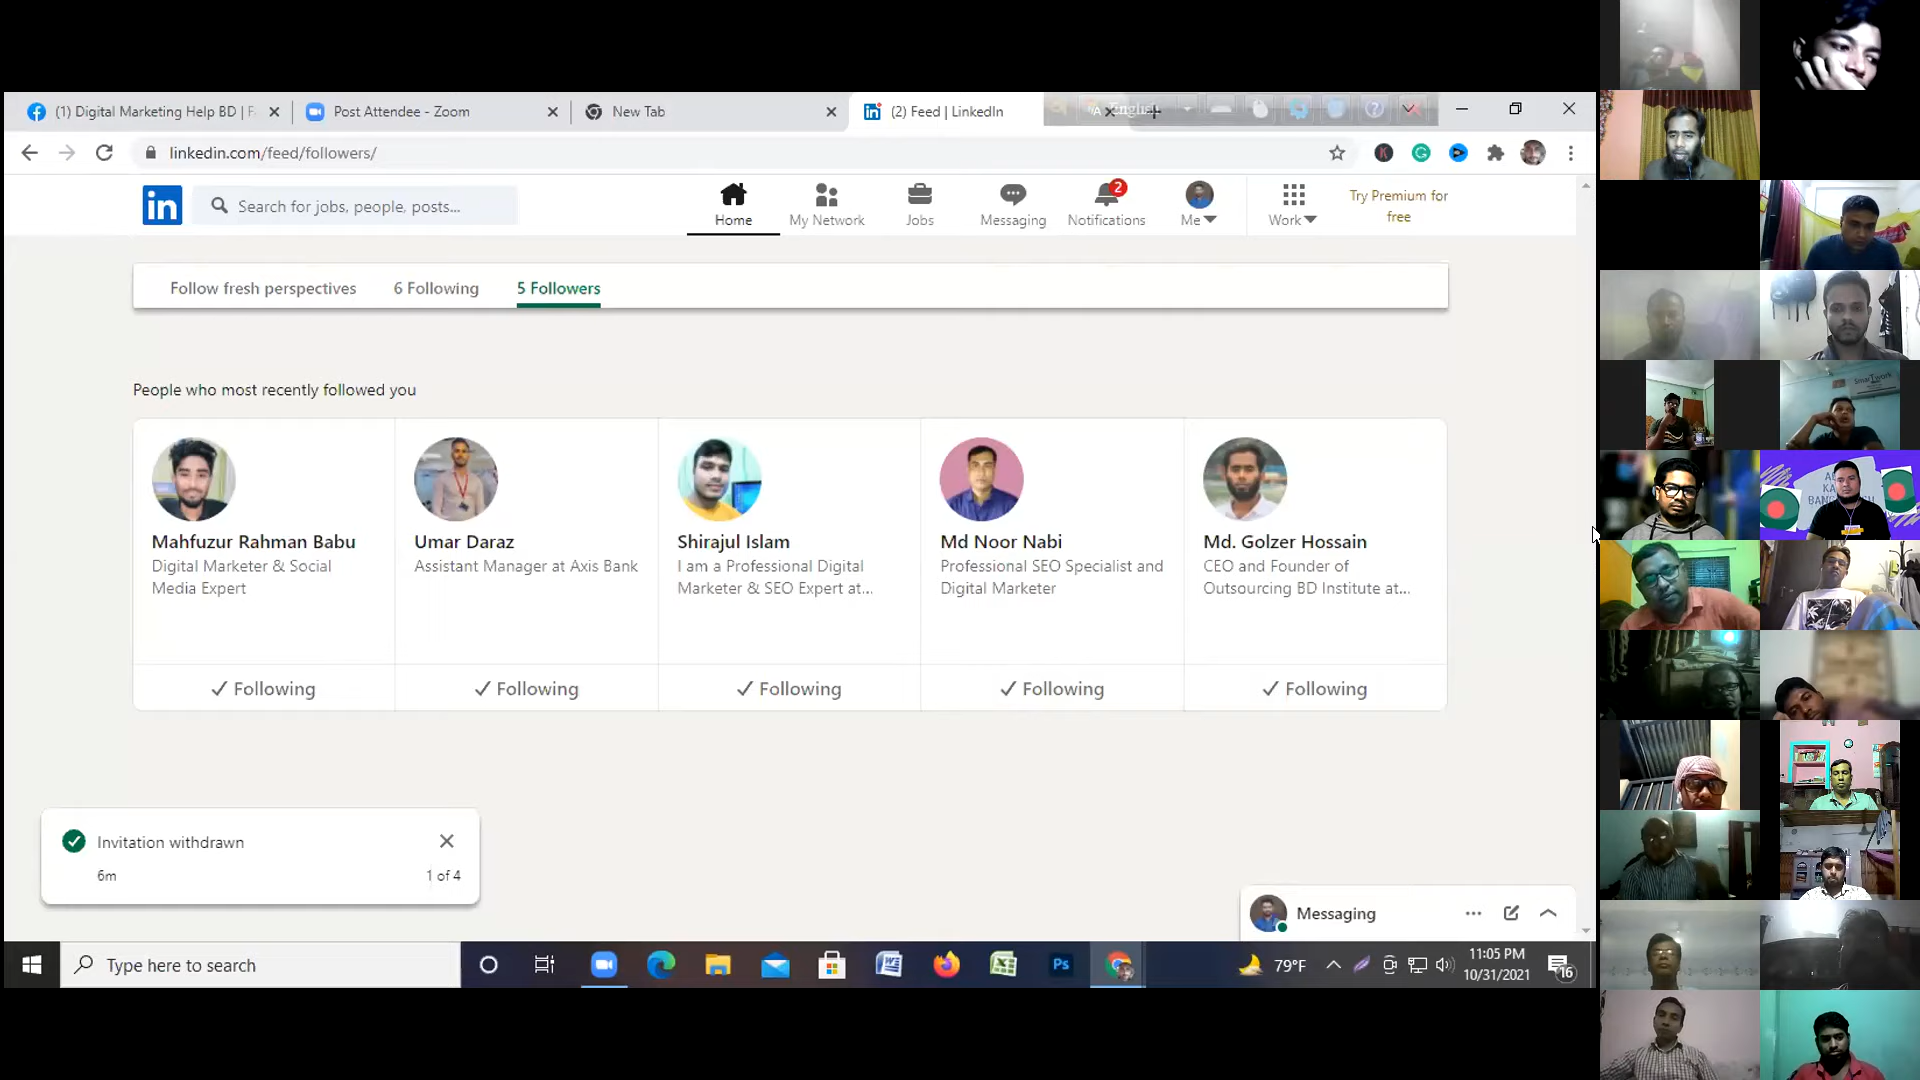 (1) Digital Marketing Help BD | F
Post Attendee - Zoom
New Tab
(2) Feed | LinkedIn
English
linkedin.com/feed/followers/
in
Search for jobs, people, posts...
Home
My Network
Jobs
Messaging
2
Notifications
Me
Work
Try Premium for
free
Follow fresh perspectives
6 Following
5 Followers
People who most recently followed you
Mahfuzur Rahman Babu
Digital Marketer & Social
Media Expert
Following
Umar Daraz
Assistant Manager at Axis Bank
Following
Shirajul Islam
I am a Professional Digital
Marketer & SEO Expert at...
Following
Md Noor Nabi
Professional SEO Specialist and
Digital Marketer
Following
Md. Golzer Hossain
CEO and Founder of
Outsourcing BD Institute at...
Following
Invitation withdrawn
6m
1 of 4
Messaging
Type here to search
Ps
79°F
11:05 PM
10/31/2021
16